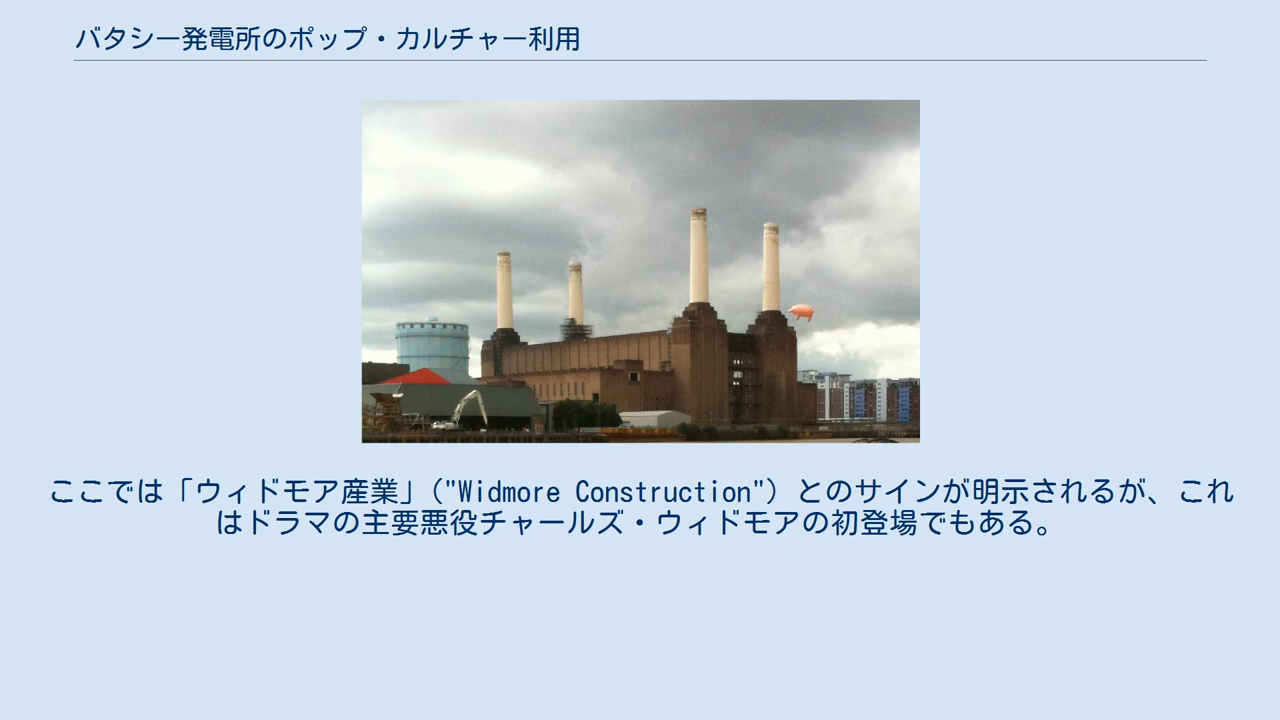 バタシー発電所のポップ・カルチャー利用
ここでは「ウィドモア産業」("Widmore Construction")とのサインが明示されるが、これ
はドラマの主要悪役チャールズ・ウィドモアの初登場でもある。